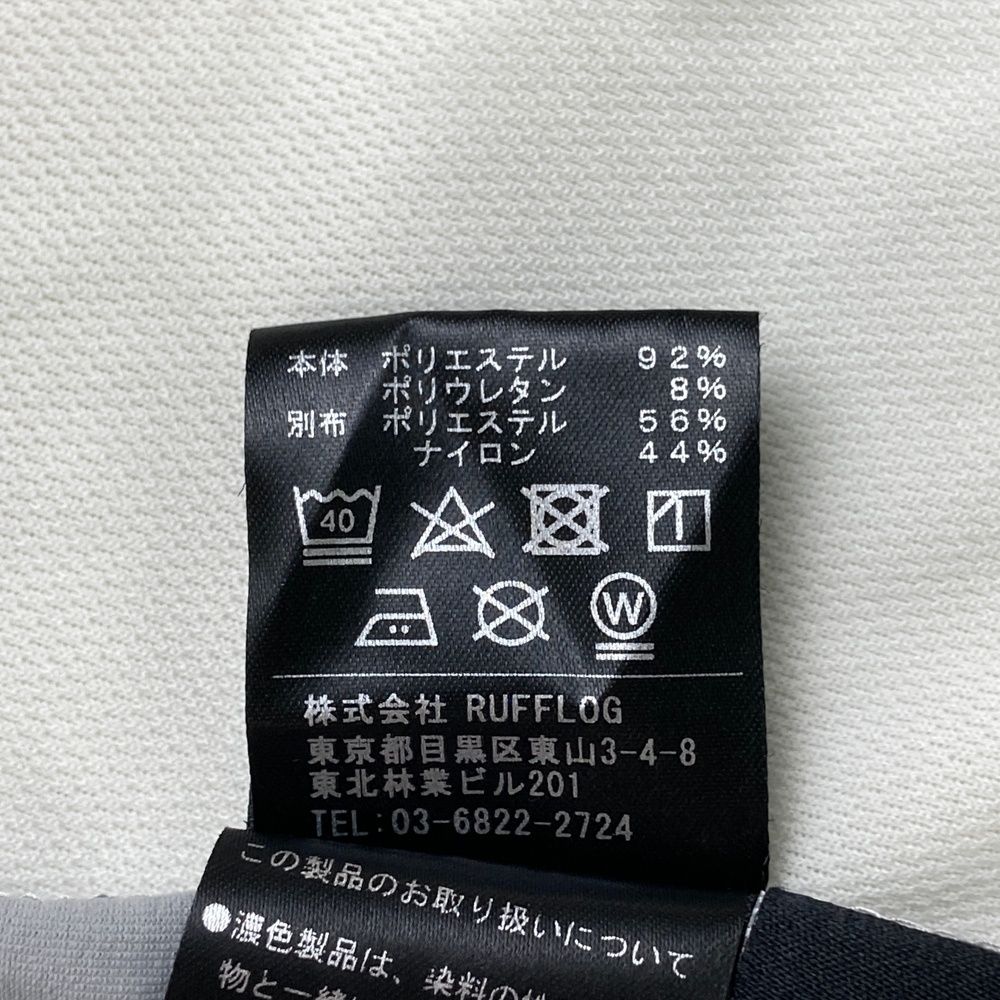 本体 ポリエステル 92%
ポリウレタン 8%
別布 ポリエステル 56%
ナイロン 44%
40
W
株式会社 RUFFLOG
東京都目黒区東山3-4-8
東北林業ビル201
TEL:03-6822-2724
この製品のお取り扱いについて
●濃色製品は、染料の
物と一緒